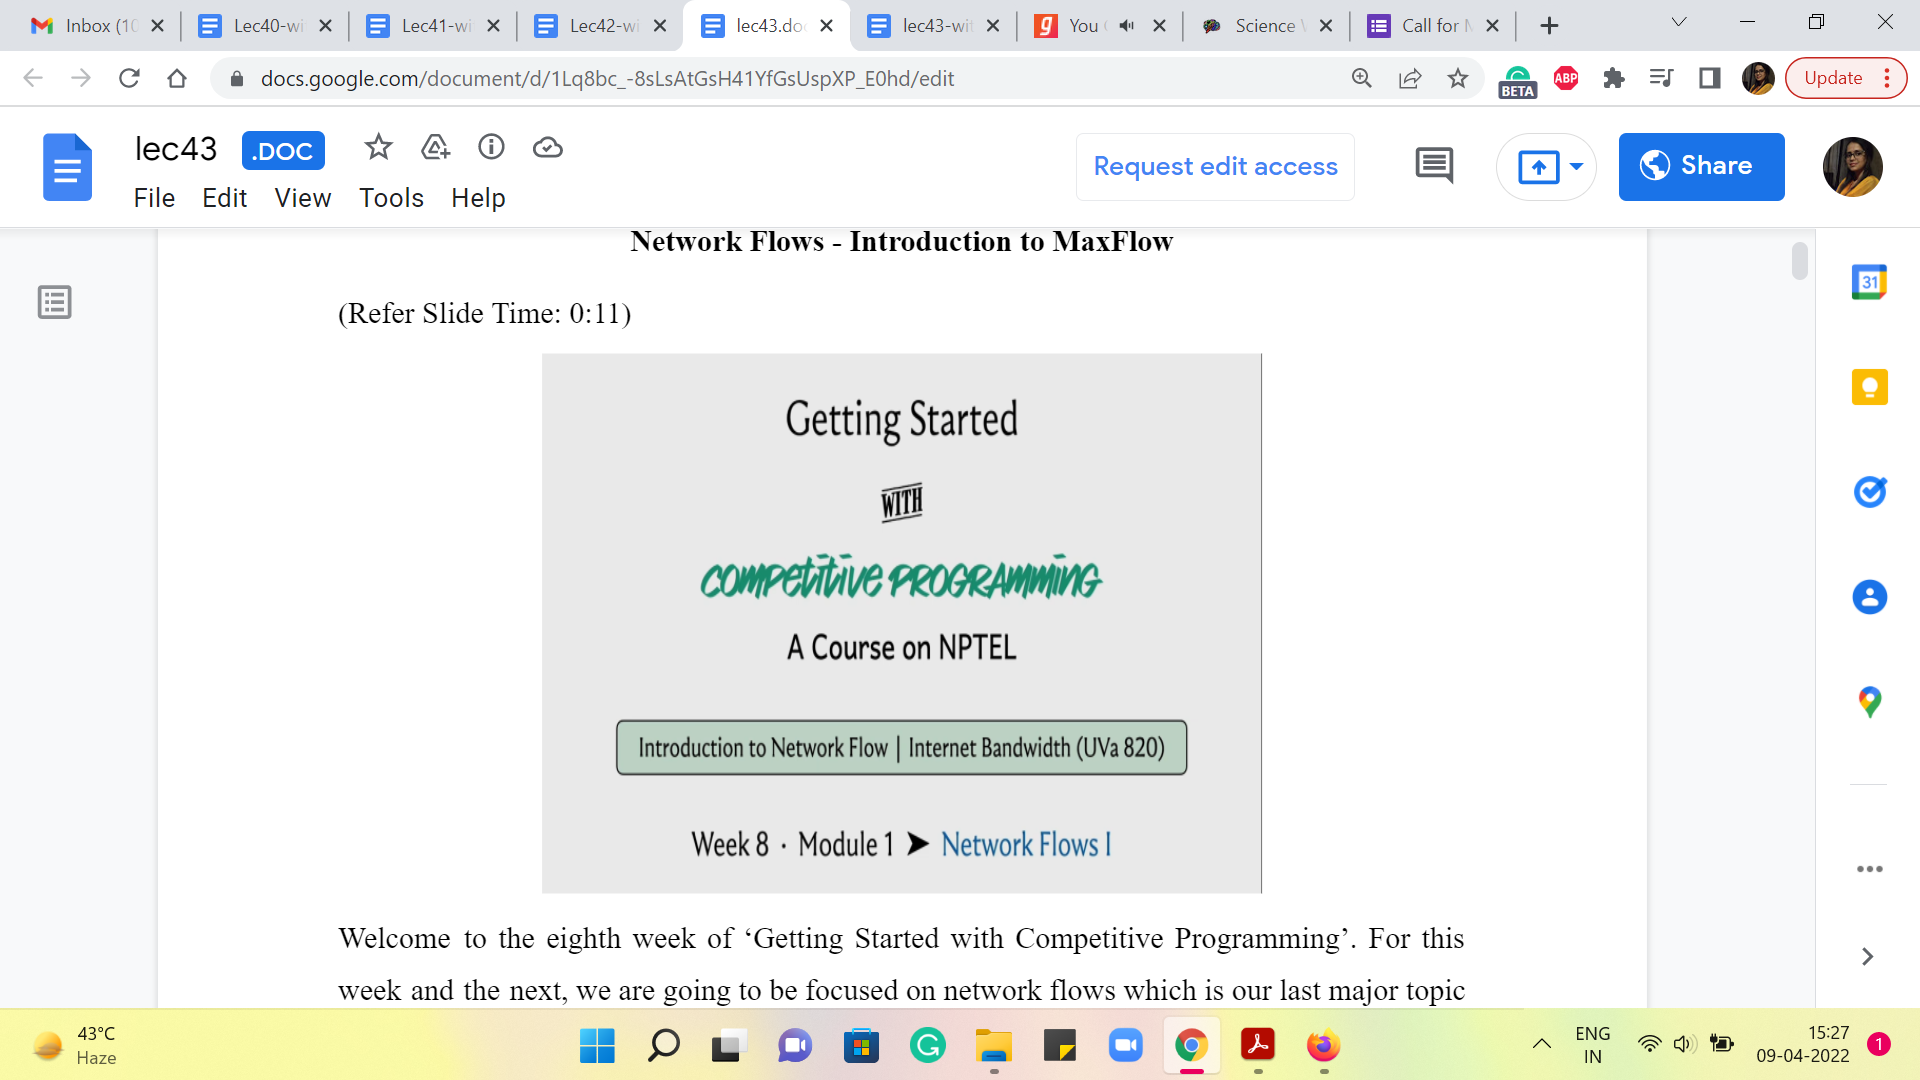 Inbox (10
Lec40-wi
Lec41-wi
Lec42-wi
lec43.doc
lec43-wit
You
Science
Call for
docs.google.com/document/d/1Lq8bc_-8sLsAtGsH41YfGsUspXP_E0hd/edit
BETA
ABP
Update
lec43
.DOC
File Edit View Tools Help
Request edit access
Share
Network Flows - Introduction to MaxFlow
(Refer Slide Time: 0:11)
31
Getting Started
WITH
COMPETITIVE PROGRAMMING
A Course on NPTEL
Introduction to Network Flow | Internet Bandwidth (UVa 820)
Week 8 · Module 1 ➤ Network Flows I
Welcome to the eighth week of ‘Getting Started with Competitive Programming’. For this
week and the next, we are going to be focused on network flows which is our last major topic
43°C
Haze
ENG
IN
15:27
09-04-2022
1